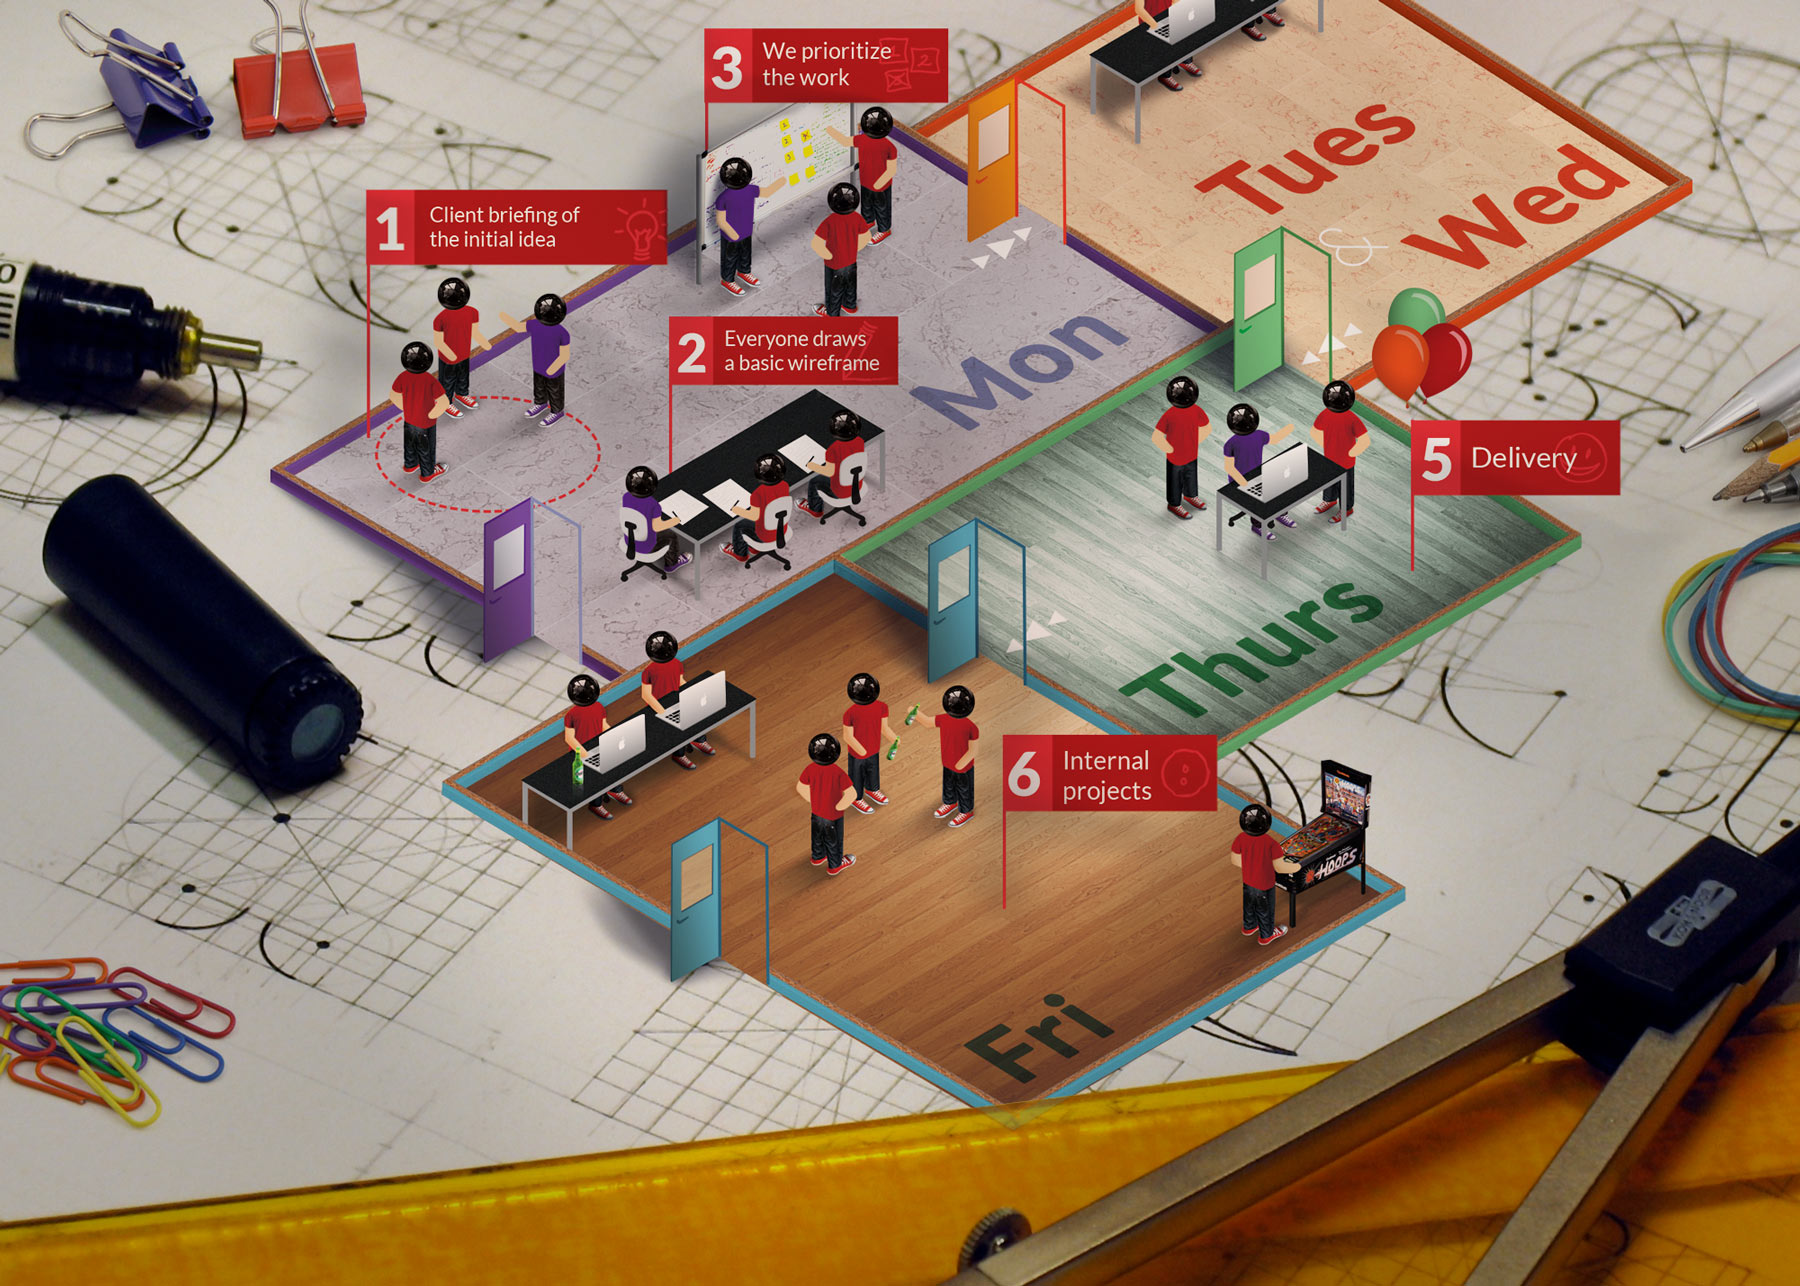 3
We prioritize
the work
1
Client briefing of
the initial idea
2
Everyone draws
a basic wireframe
Mon
Tues
&
Wed
5
Delivery
Thurs
6
Internal
projects
HOOPS
Fri